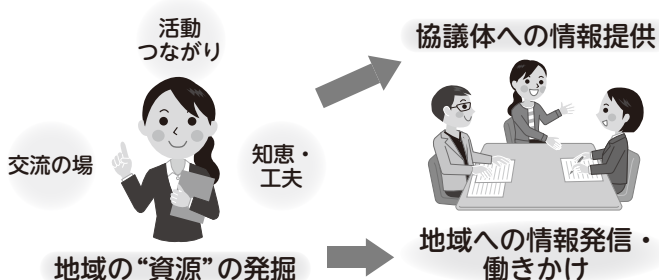 活動
つながり
交流の場
知恵・
工夫
地域の“資源”の発掘
協議体への情報提供
地域への情報発信・
働きかけ